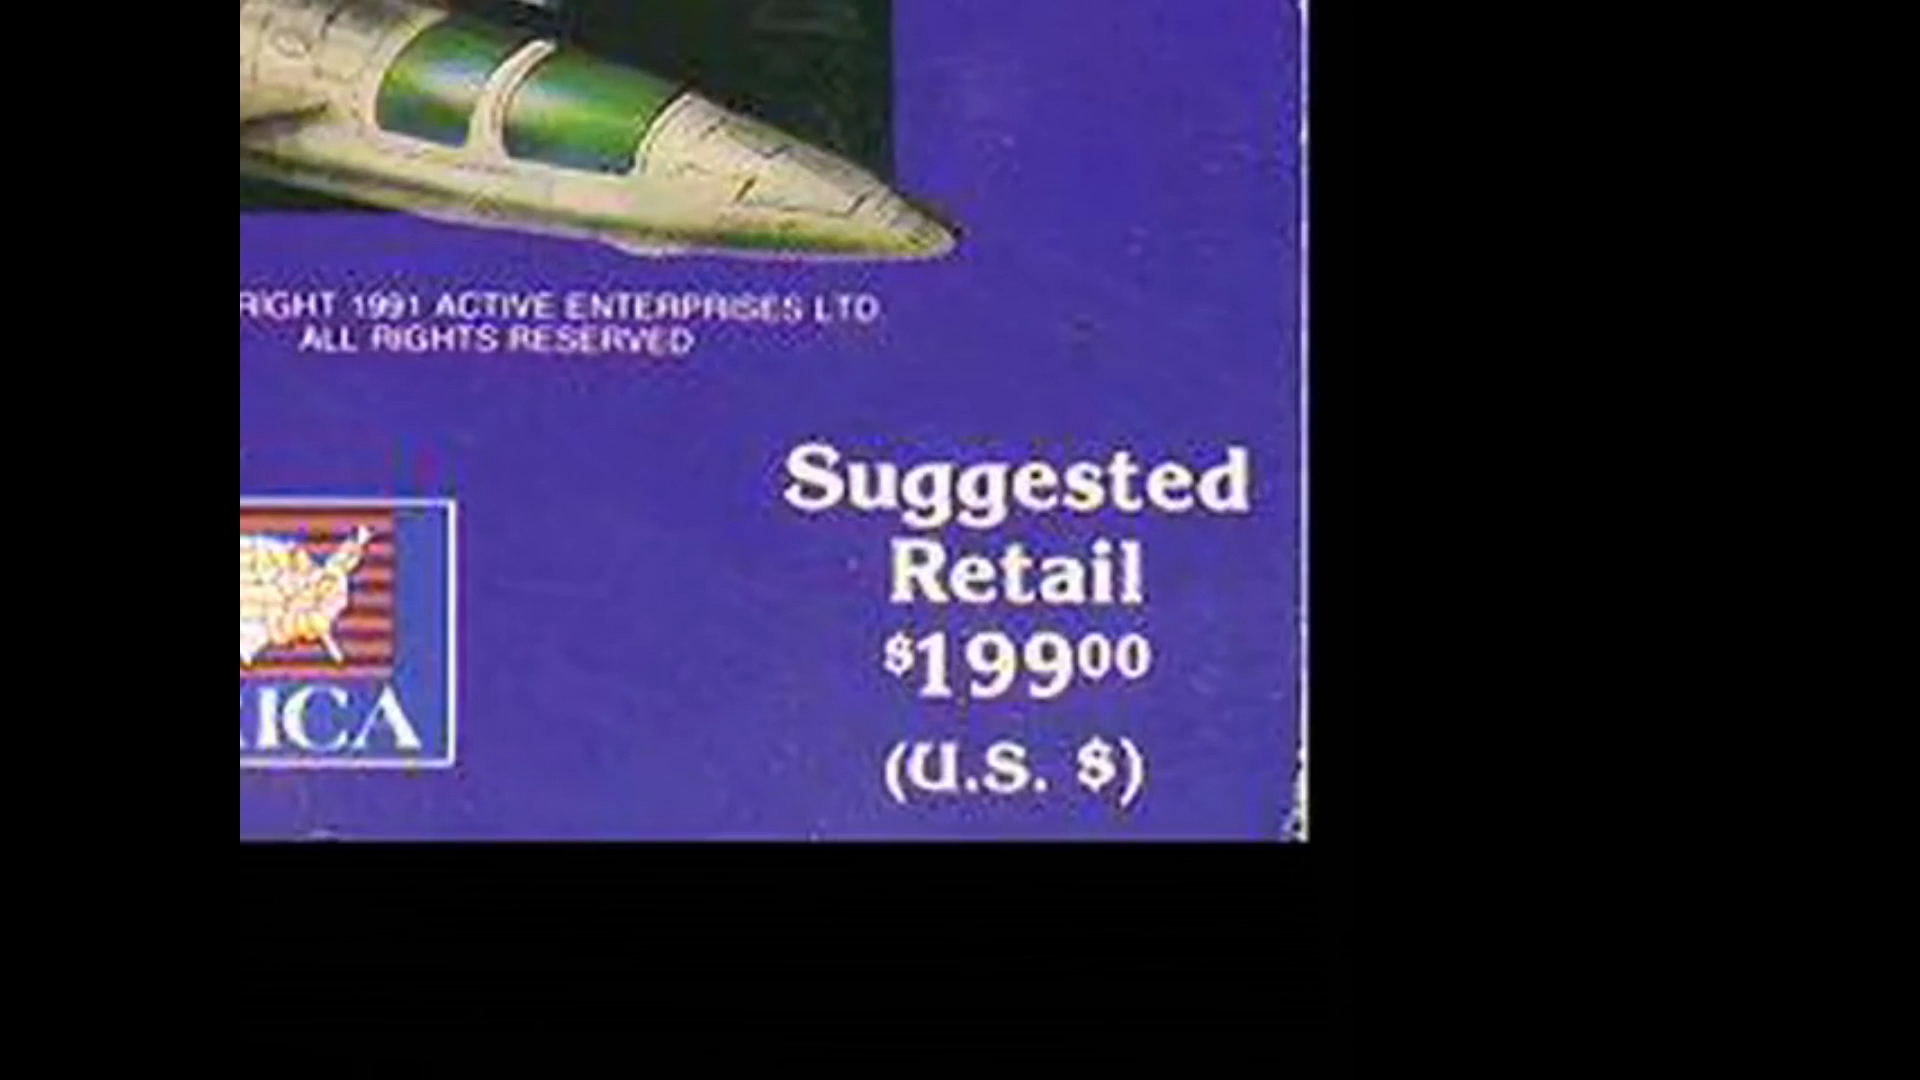 RIGHT 1991 ACTIVE ENTERPRISES LTD
ALL RIGHTS RESERVED
Suggested
Retail
$19900
(U.S. $)
ICA